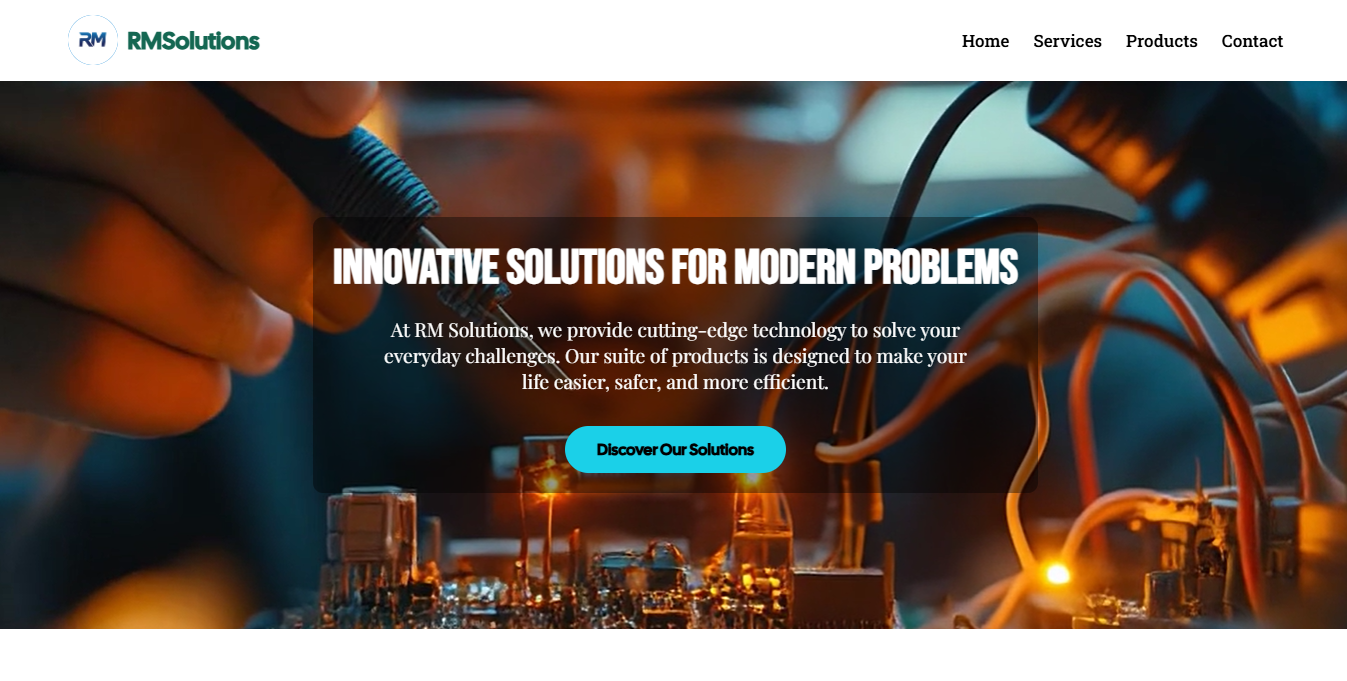 RM
RMSolutions
Home Services Products Contact
INNOVATIVE SOLUTIONS FOR MODERN PROBLEMS
At RM Solutions, we provide cutting-edge technology to solve your
everyday challenges. Our suite of products is designed to make your
life easier, safer, and more efficient.
Discover Our Solutions